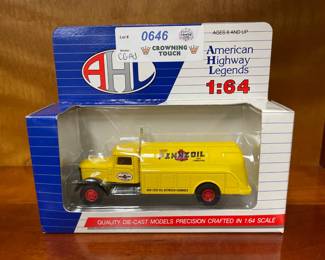 Lot #
0646
CROWNING
TOUCH
AGES 8 AND UP
AHL
American
Highway
Legends
1:64
PENNZOIL
QUALITY DIE-CAST MODELS PRECISION CRAFTED IN 1/64 SCALE